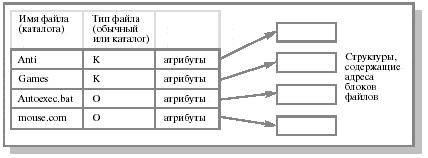 Имя файла
(каталога)
Тип файла
(обычный
или каталог)
Anti К атрибуты
Games К атрибуты
Autoexec.bat О атрибуты
mouse.com О атрибуты
Структуры,
содержащие
адреса
блоков
файлов